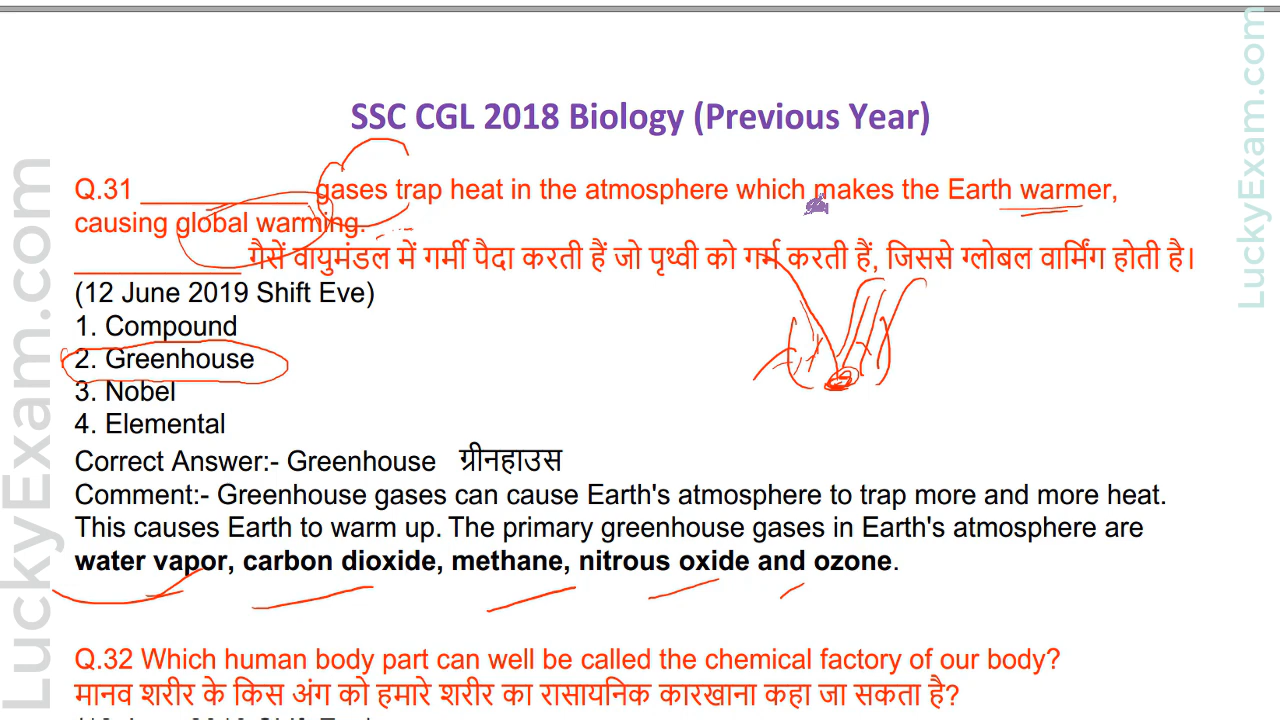 SSC CGL 2018 Biology (Previous Year)
Q.31 ____________ gases trap heat in the atmosphere which makes the Earth warmer,
causing global warming.
____________ गैसें वायुमंडल में गर्मी पैदा करती हैं जो पृथ्वी को गर्म करती हैं, जिससे ग्लोबल वार्मिंग होती है।
(12 June 2019 Shift Eve)
1. Compound
2. Greenhouse
3. Nobel
4. Elemental
Correct Answer:- Greenhouse ग्रीनहाउस
Comment:- Greenhouse gases can cause Earth's atmosphere to trap more and more heat.
This causes Earth to warm up. The primary greenhouse gases in Earth's atmosphere are
water vapor, carbon dioxide, methane, nitrous oxide and ozone.
Q.32 Which human body part can well be called the chemical factory of our body?
मानव शरीर के किस अंग को हमारे शरीर का रासायनिक कारखाना कहा जा सकता है?
LuckyExam.com
LuckyExam.com